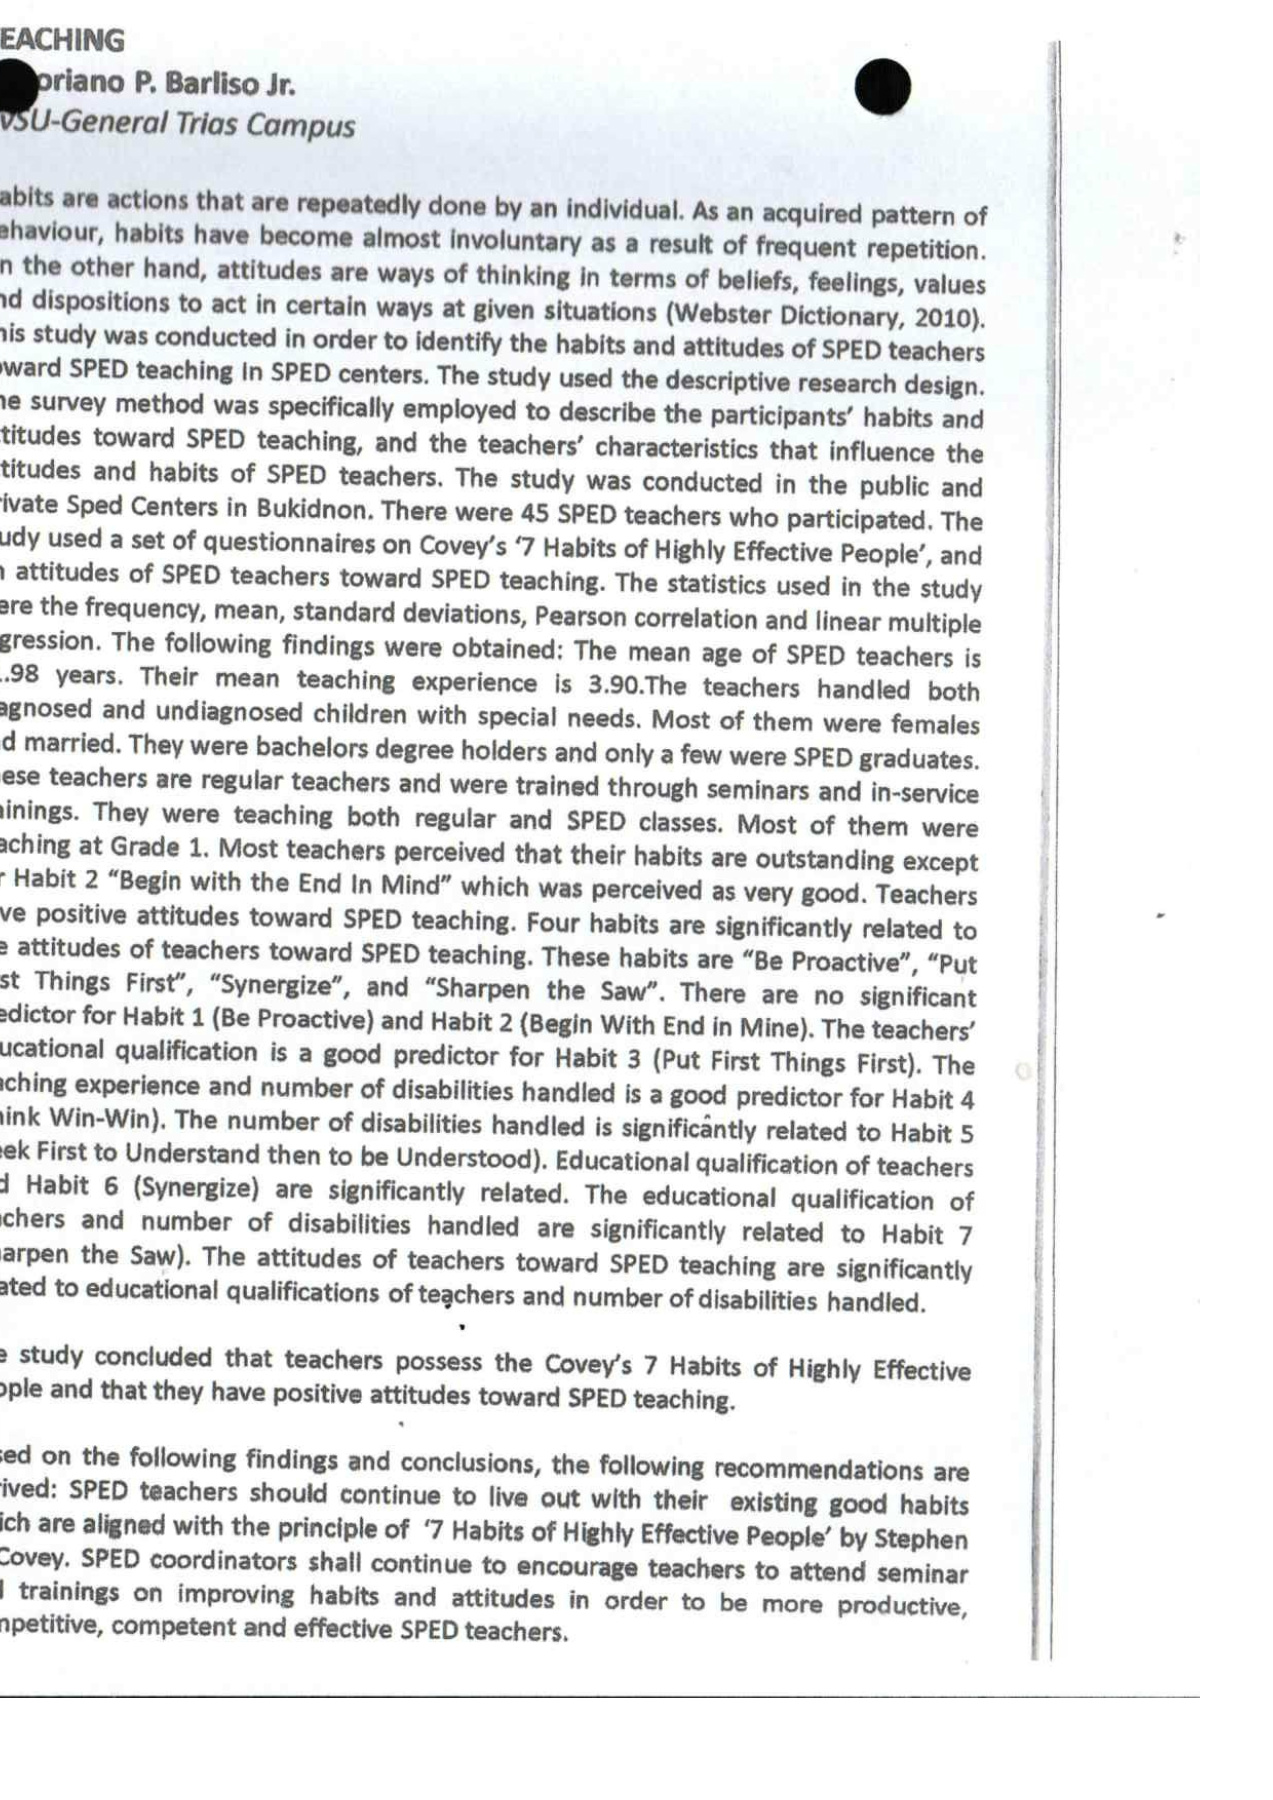 EACHING
oriano P. Barliso Jr.
vSU-General Trias Campus
abits are actions that are repeatedly done by an individual. As an acquired pattern of
ehaviour, habits have become almost involuntary as a result of frequent repetition.
n the other hand, attitudes are ways of thinking in terms of beliefs, feelings, values
nd dispositions to act in certain ways at given situations (Webster Dictionary, 2010).
his study was conducted in order to identify the habits and attitudes of SPED teachers
oward SPED teaching in SPED centers. The study used the descriptive research design.
he survey method was specifically employed to describe the participants' habits and
titudes toward SPED teaching, and the teachers' characteristics that influence the
titudes and habits of SPED teachers. The study was conducted in the public and
rivate Sped Centers in Bukidnon. There were 45 SPED teachers who participated. The
udy used a set of questionnaires on Covey's '7 Habits of Highly Effective People', and
n attitudes of SPED teachers toward SPED teaching. The statistics used in the study
ere the frequency, mean, standard deviations, Pearson correlation and linear multiple
gression. The following findings were obtained: The mean age of SPED teachers is
.98 years. Their mean teaching experience is 3.90.The teachers handled both
agnosed and undiagnosed children with special needs. Most of them were females
d married. They were bachelors degree holders and only a few were SPED graduates.
ese teachers are regular teachers and were trained through seminars and in-service
ainings. They were teaching both regular and SPED classes. Most of them were
aching at Grade 1. Most teachers perceived that their habits are outstanding except
r Habit 2 "Begin with the End In Mind" which was perceived as very good. Teachers
ve positive attitudes toward SPED teaching. Four habits are significantly related to
e attitudes of teachers toward SPED teaching. These habits are "Be Proactive", "Put
st Things First", "Synergize", and "Sharpen the Saw". There are no significant
edictor for Habit 1 (Be Proactive) and Habit 2 (Begin With End in Mine). The teachers'
ucational qualification is a good predictor for Habit 3 (Put First Things First). The
aching experience and number of disabilities handled is a good predictor for Habit 4
hink Win-Win). The number of disabilities handled is significantly related to Habit 5
eek First to Understand then to be Understood). Educational qualification of teachers
d Habit 6 (Synergize) are significantly related. The educational qualification of
achers and number of disabilities handled are significantly related to Habit 7
harpen the Saw). The attitudes of teachers toward SPED teaching are significantly
ated to educational qualifications of teachers and number of disabilities handled.
e study concluded that teachers possess the Covey's 7 Habits of Highly Effective
ople and that they have positive attitudes toward SPED teaching.
sed on the following findings and conclusions, the following recommendations are
rived: SPED teachers should continue to live out with their existing good habits
ich are aligned with the principle of '7 Habits of Highly Effective People' by Stephen
Covey. SPED coordinators shall continue to encourage teachers to attend seminar
d trainings on improving habits and attitudes in order to be more productive,
mpetitive, competent and effective SPED teachers.